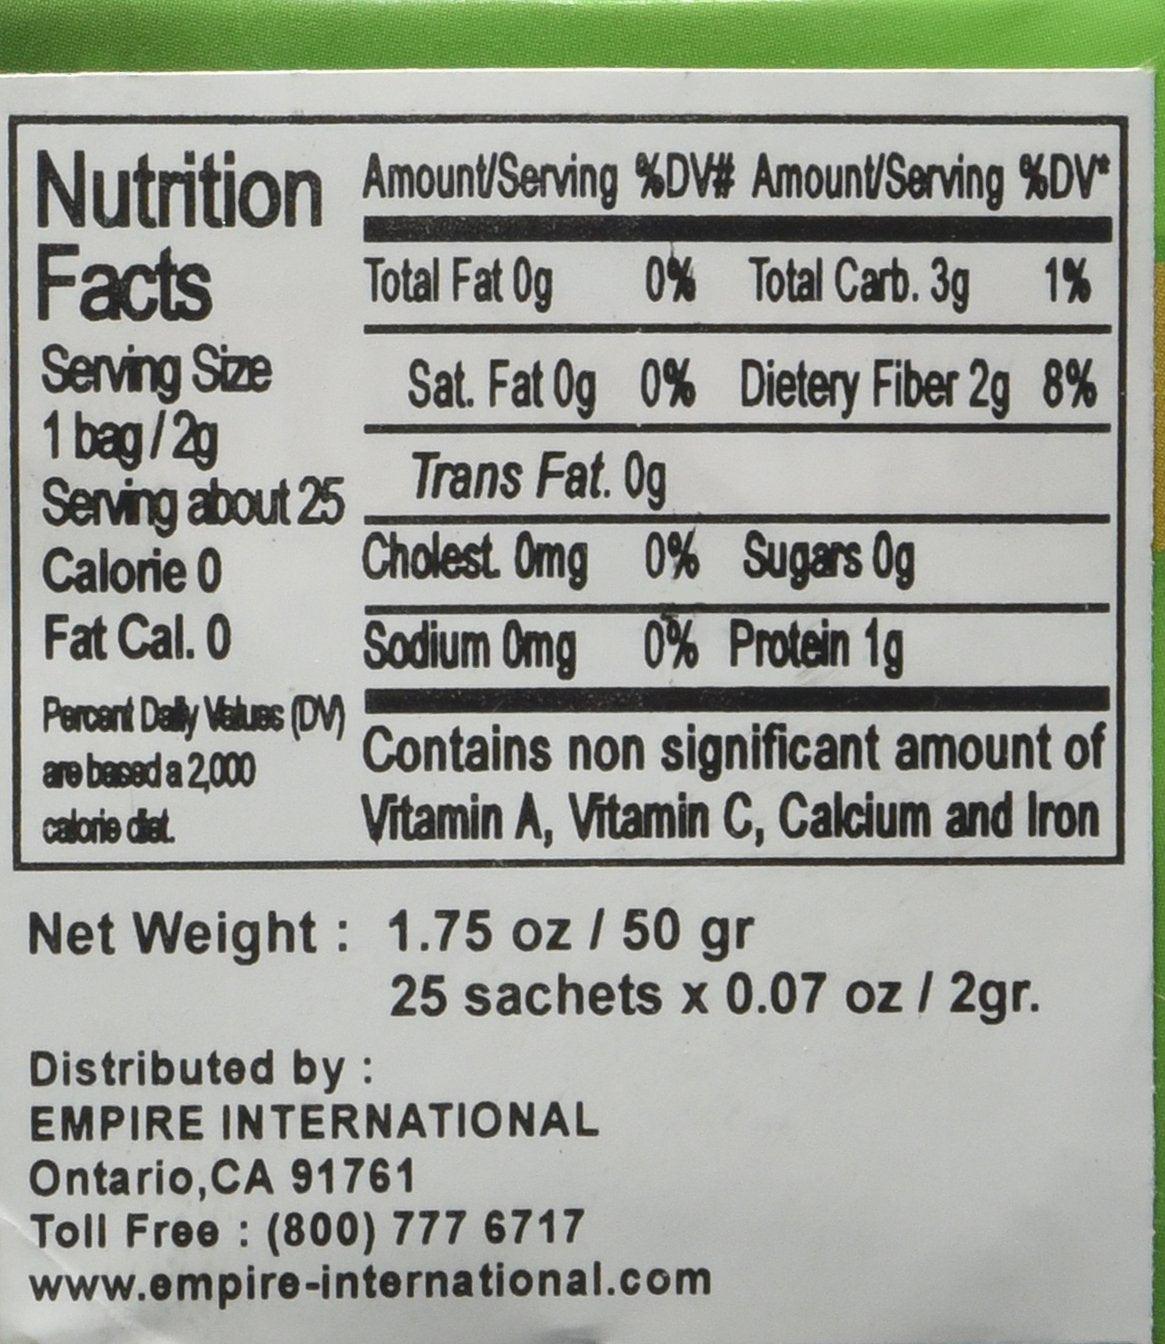 Nutrition
Facts
Serving Size
1 bag / 2g
Serving about 25
Calorie 0
Fat Cal. 0
Percent Daily Values (DV)
are based a 2,000
calorie diet.
Amount/Serving %DV# Amount/Serving %DV*
Total Fat 0g 0% Total Carb. 3g 1%
Sat. Fat 0g 0% Dietery Fiber 2g 8%
Trans Fat. 0g
Cholest. 0mg 0% Sugars 0g
Sodium 0mg 0% Protein 1g
Contains non significant amount of
Vitamin A, Vitamin C, Calcium and Iron
Net Weight : 1.75 oz / 50 gr
25 sachets x 0.07 oz / 2gr.
Distributed by :
EMPIRE INTERNATIONAL
Ontario,CA 91761
Toll Free : (800) 777 6717
www.empire-international.com